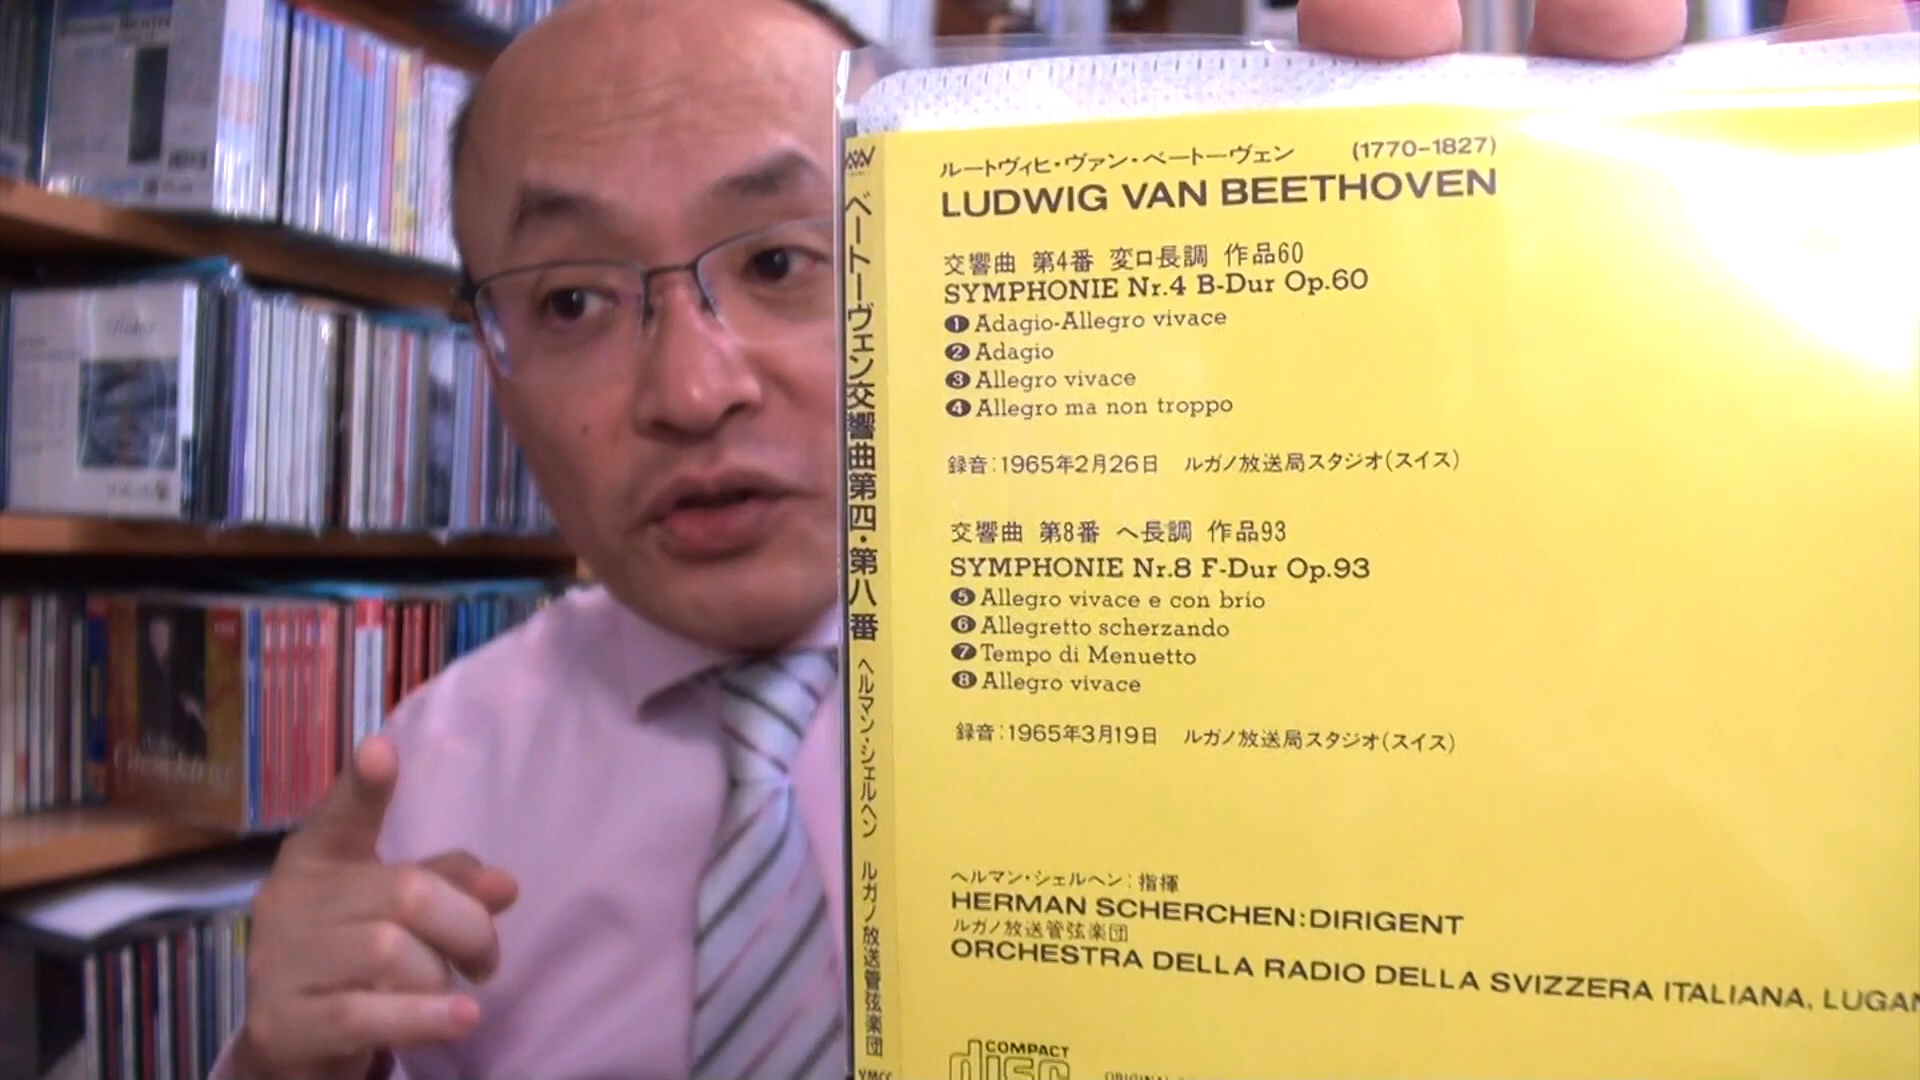 ルートヴィヒ・ヴァン・ベートーヴェン (1770-1827)
LUDWIG VAN BEETHOVEN
交響曲 第4番 変ロ長調 作品60
SYMPHONIE Nr.4 B-Dur Op.60
1 Adagio-Allegro vivace
2 Adagio
3 Allegro vivace
4 Allegro ma non troppo
録音:1965年2月26日 ルガノ放送局スタジオ(スイス)
交響曲 第8番 ヘ長調 作品93
SYMPHONIE Nr.8 F-Dur Op.93
5 Allegro vivace e con brio
6 Allegretto scherzando
7 Tempo di Menuetto
8 Allegro vivace
録音:1965年3月19日 ルガノ放送局スタジオ(スイス)
ヘルマン・シェルヘン:指揮
HERMAN SCHERCHEN:DIRIGENT
ルガノ放送管弦楽団
ORCHESTRA DELLA RADIO DELLA SVIZZERA ITALIANA,
COMPACT
disc
ベートーヴェン交響曲第四・第八番 ヘルマン・シェルヘン ルガノ放送管弦楽団